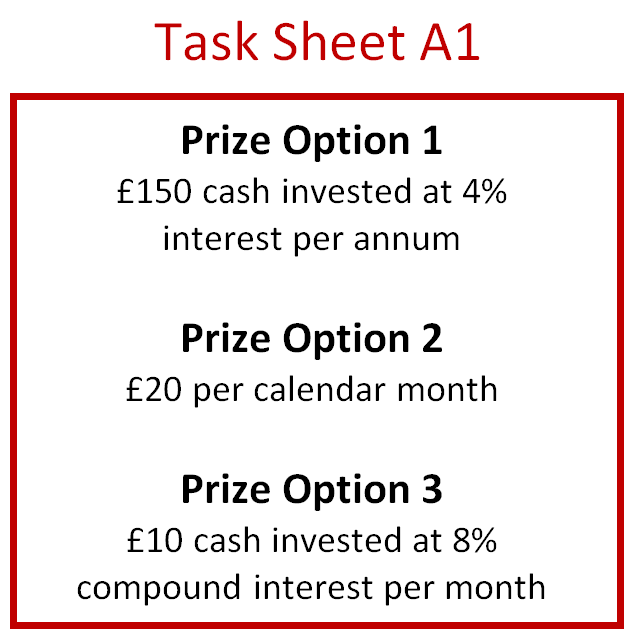 Task Sheet A1
Prize Option 1
£150 cash invested at 4%
interest per annum
Prize Option 2
£20 per calendar month
Prize Option 3
£10 cash invested at 8%
compound interest per month